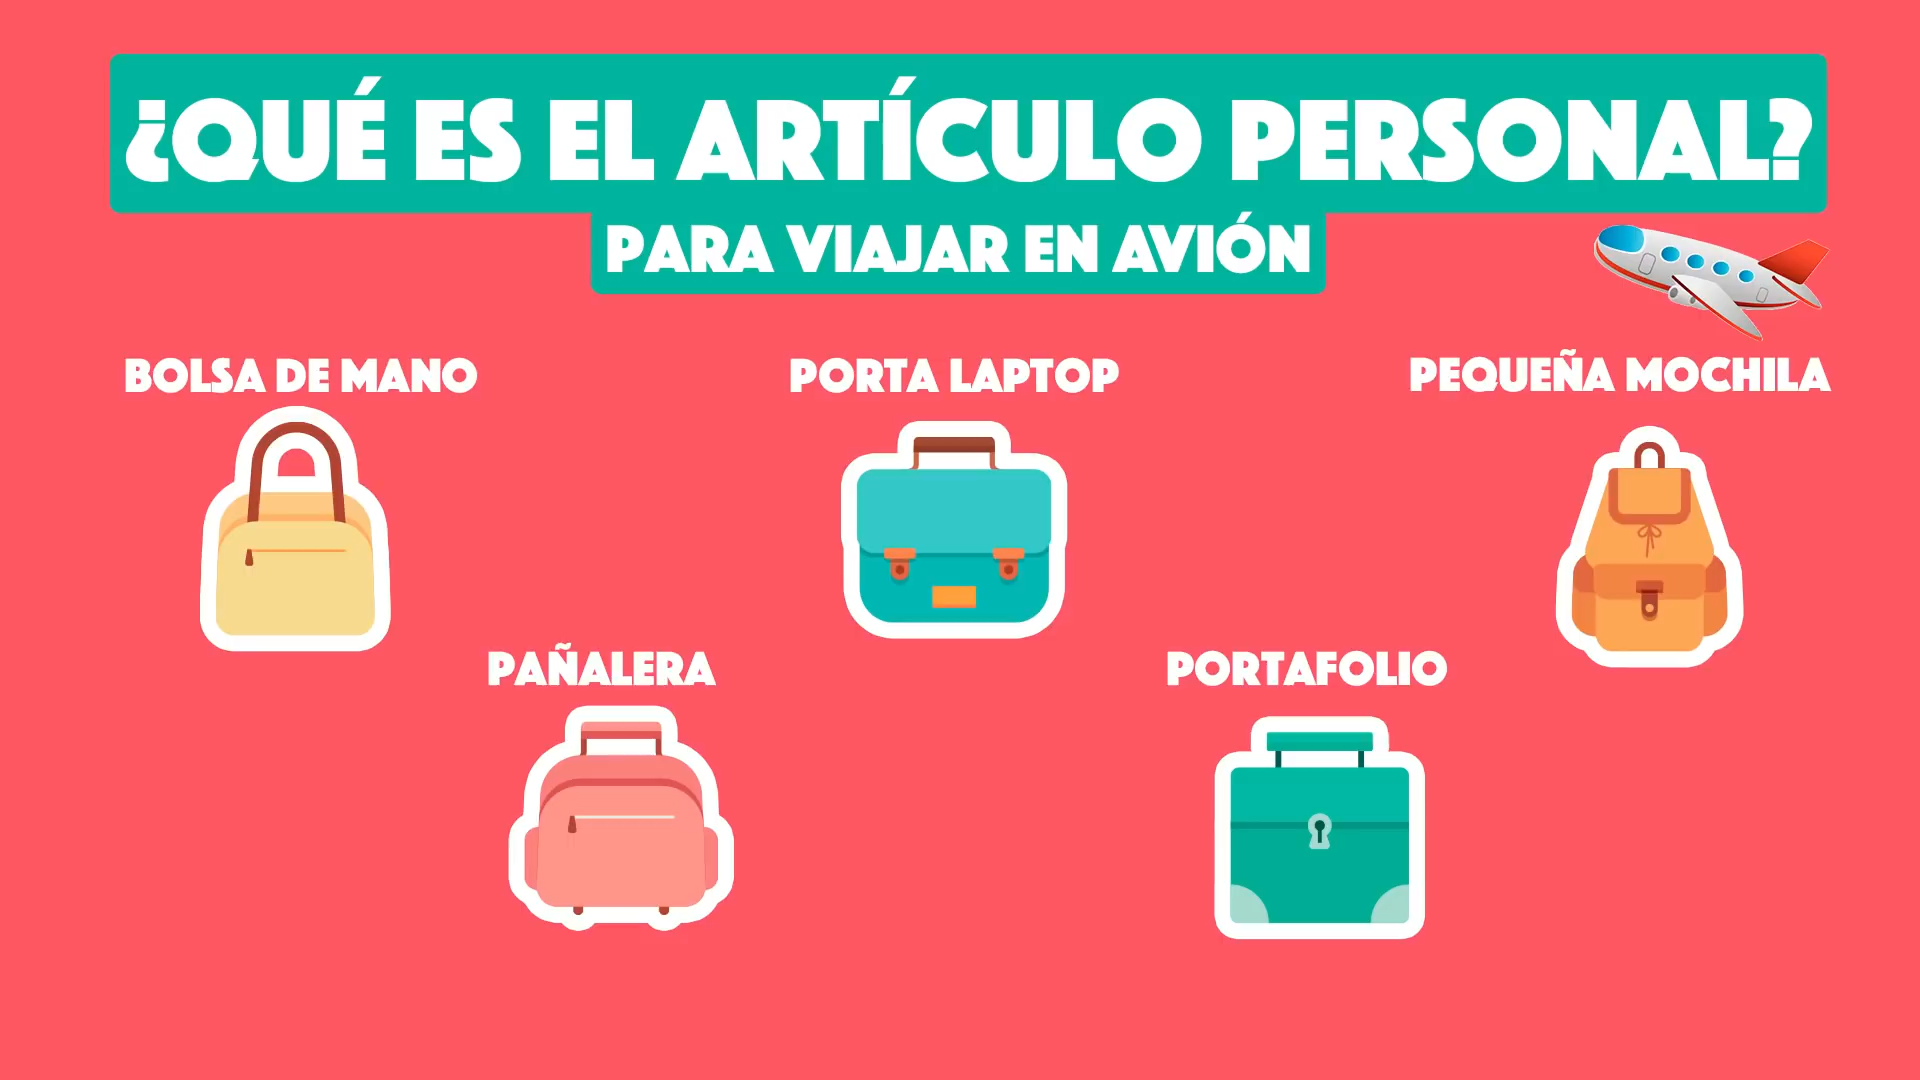 ¿QUÉ ES EL ARTÍCULO PERSONAL?
PARA VIAJAR EN AVIÓN
BOLSA DE MANO
PORTA LAPTOP
PEQUEÑA MOCHILA
PAÑALERA
PORTAFOLIO